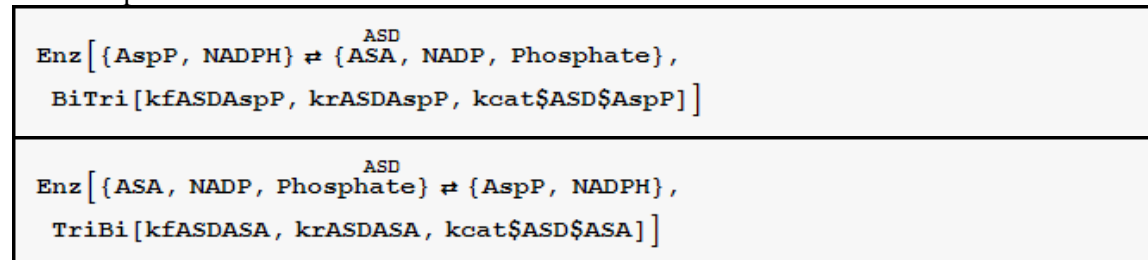 ASD
Enz[{AspP, NADPH} ⇄ {ASA, NADP, Phosphate},
BiTri[kfASDAspP, krASDAspP, kcat$ASD$AspP]]
ASD
Enz[{ASA, NADP, Phosphate} ⇄ {AspP, NADPH},
TriBi[kfASDASA, krASDASA, kcat$ASD$ASA]]